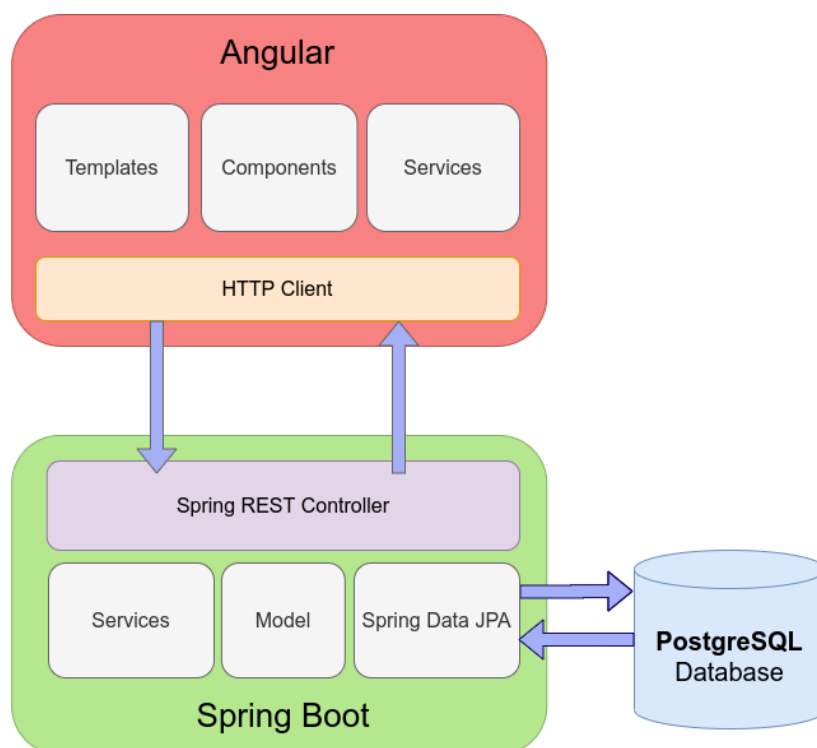 Angular
Templates
Components
Services
HTTP Client
Spring REST Controller
Services
Model
Spring Data JPA
PostgreSQL
Database
Spring Boot